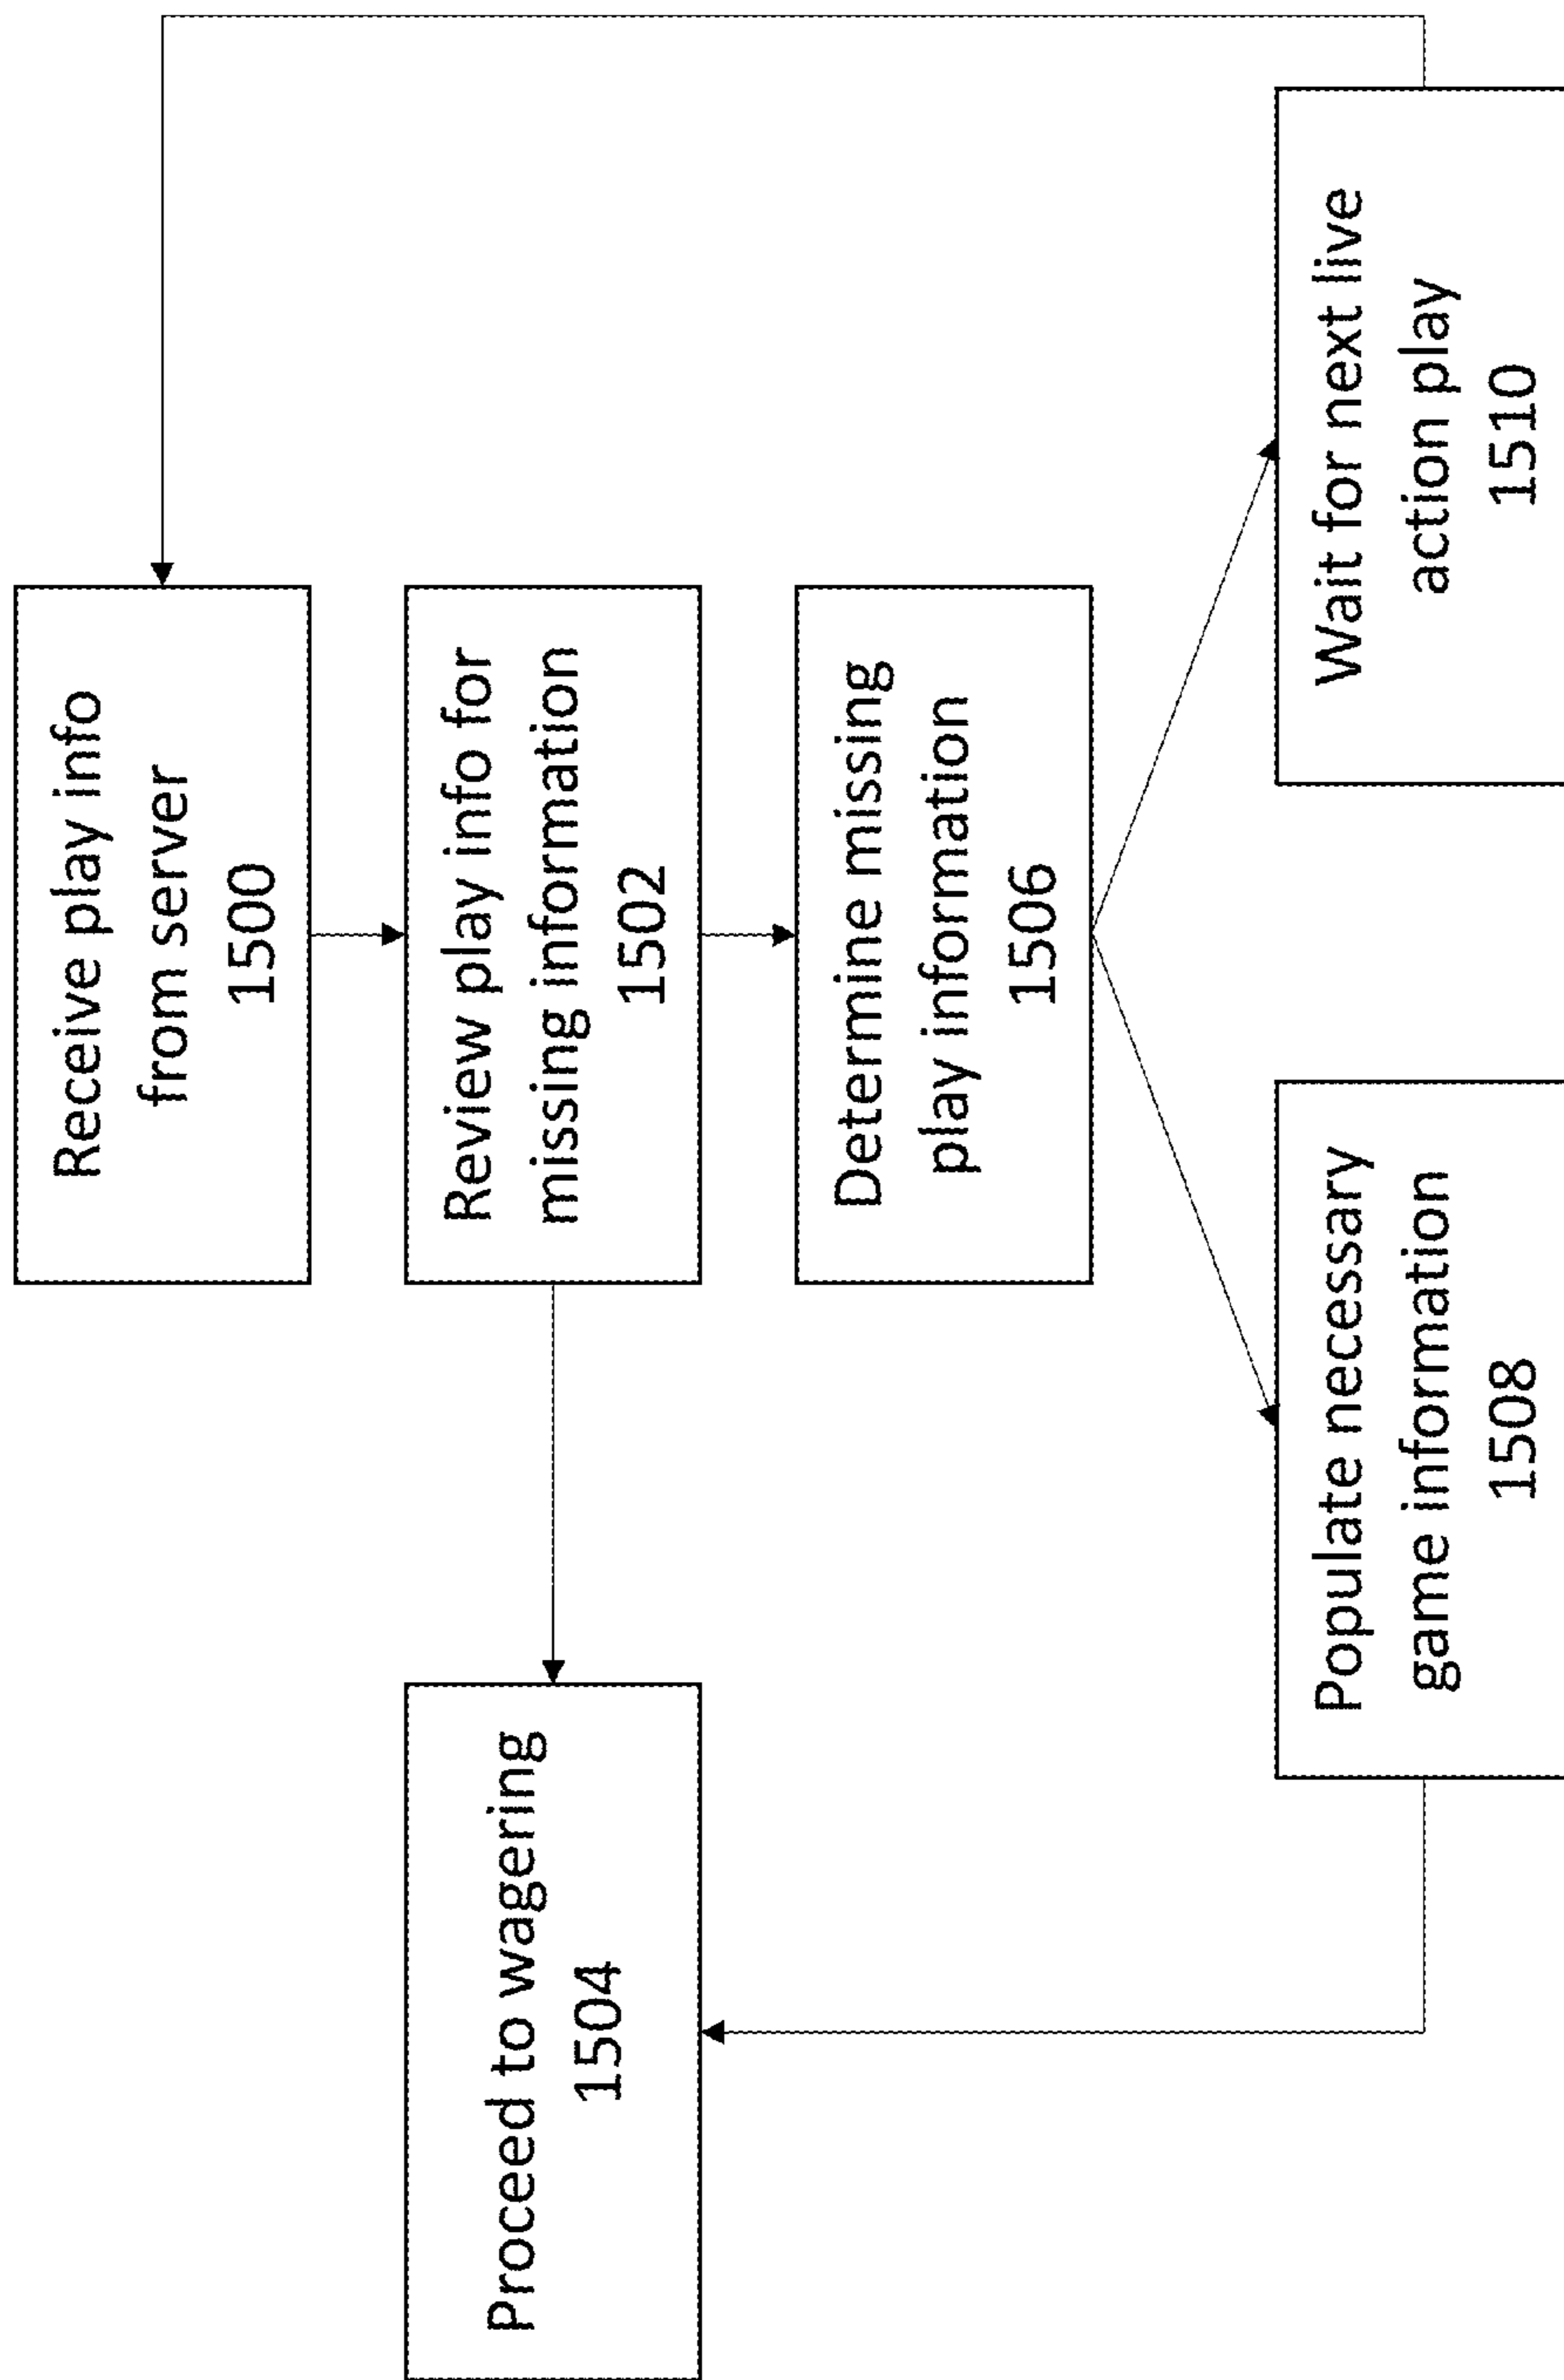 Receive play info
from server
1500
Review play info for
missing information
1502
Proceed to wagering
1504
Determine missing
play information
1506
Populate necessary
game information
1508
Wait for next live
action play
1510